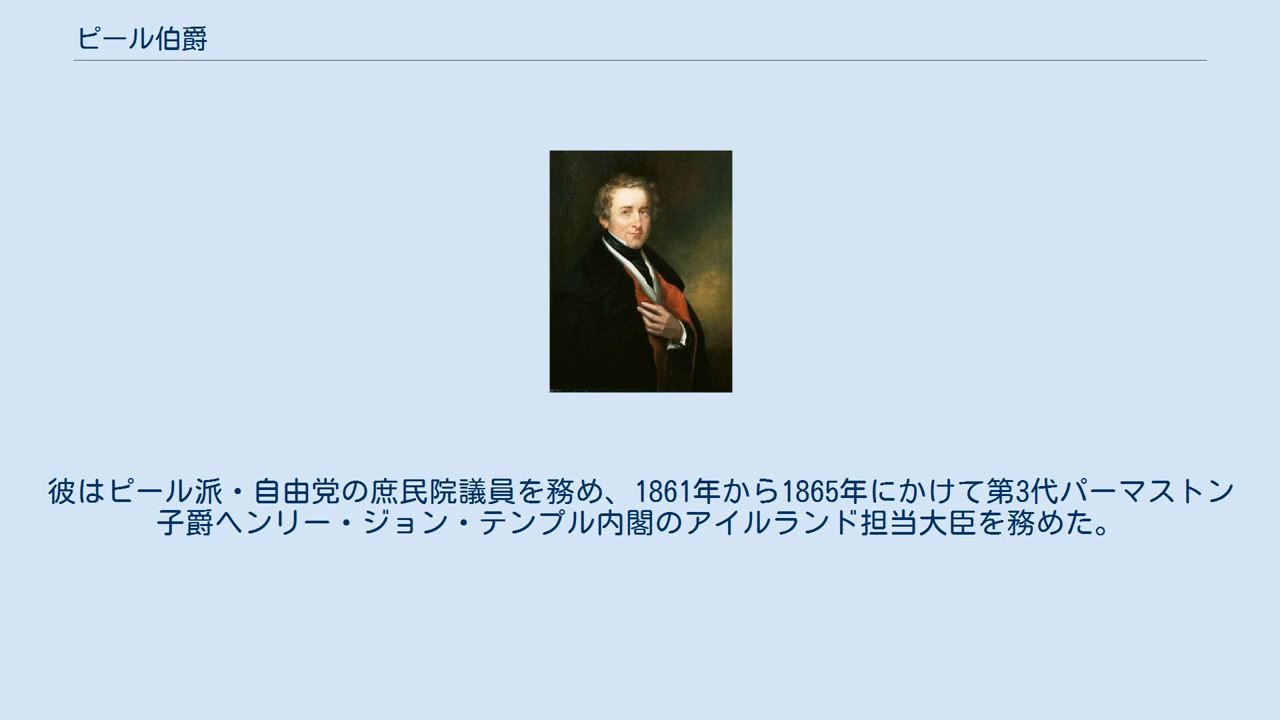 ピール伯爵
彼はピール派・自由党の庶民院議員を務め、1861年から1865年にかけて第3代パーマストン
子爵ヘンリー・ジョン・テンプル内閣のアイルランド担当大臣を務めた。